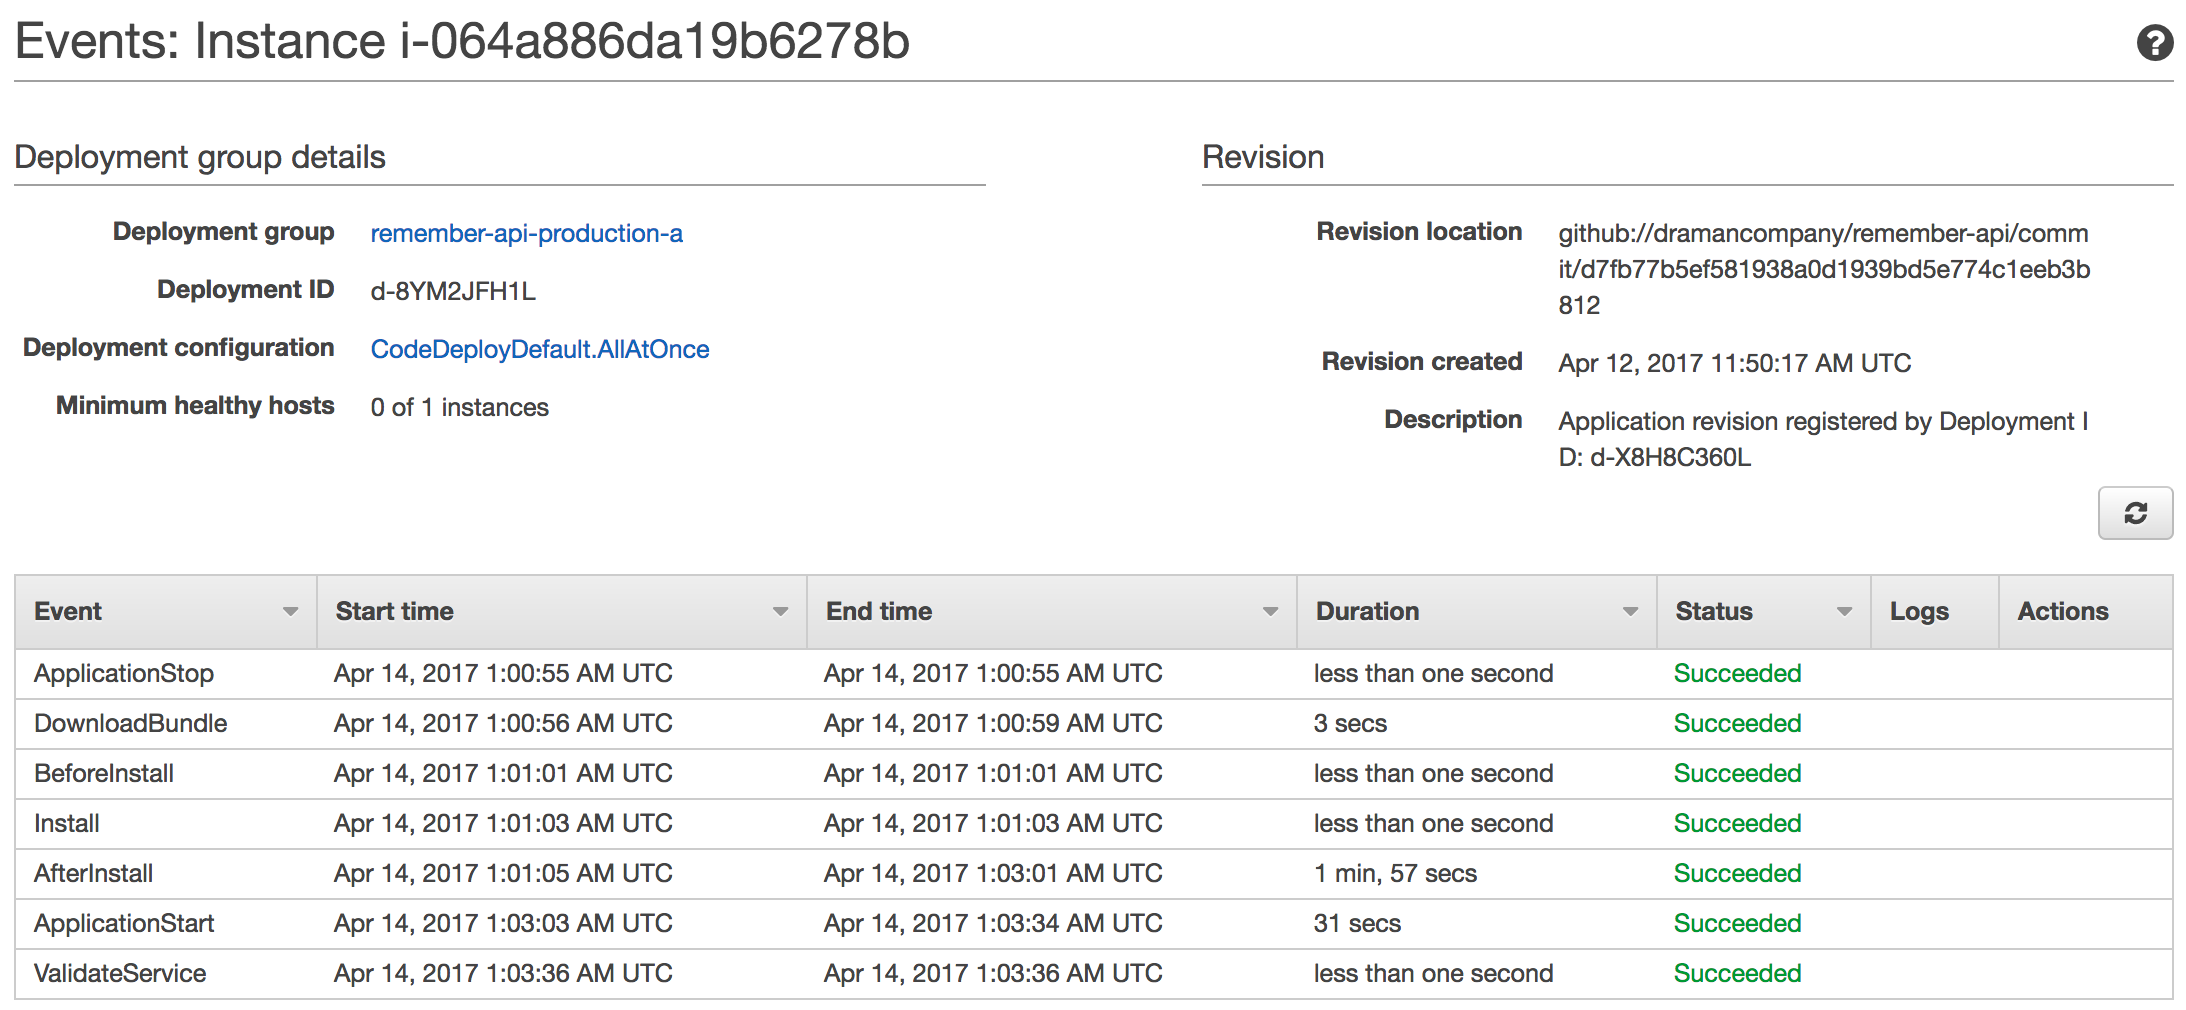 Events: Instance i-064a886da19b6278b
Deployment group details
Deployment group remember-api-production-a
Deployment ID d-8YM2JFH1L
Deployment configuration CodeDeployDefault.AllAtOnce
Minimum healthy hosts 0 of 1 instances
Revision
Revision location github://dramancompany/remember-api/comm
it/d7fb77b5ef581938a0d1939bd5e774c1eeb3b
812
Revision created Apr 12, 2017 11:50:17 AM UTC
Description Application revision registered by Deployment I
D: d-X8H8C360L
Event Start time End time Duration Status Logs Actions
ApplicationStop Apr 14, 2017 1:00:55 AM UTC Apr 14, 2017 1:00:55 AM UTC less than one second Succeeded
DownloadBundle Apr 14, 2017 1:00:56 AM UTC Apr 14, 2017 1:00:59 AM UTC 3 secs Succeeded
BeforeInstall Apr 14, 2017 1:01:01 AM UTC Apr 14, 2017 1:01:01 AM UTC less than one second Succeeded
Install Apr 14, 2017 1:01:03 AM UTC Apr 14, 2017 1:01:03 AM UTC less than one second Succeeded
AfterInstall Apr 14, 2017 1:01:05 AM UTC Apr 14, 2017 1:03:01 AM UTC 1 min, 57 secs Succeeded
ApplicationStart Apr 14, 2017 1:03:03 AM UTC Apr 14, 2017 1:03:34 AM UTC 31 secs Succeeded
ValidateService Apr 14, 2017 1:03:36 AM UTC Apr 14, 2017 1:03:36 AM UTC less than one second Succeeded